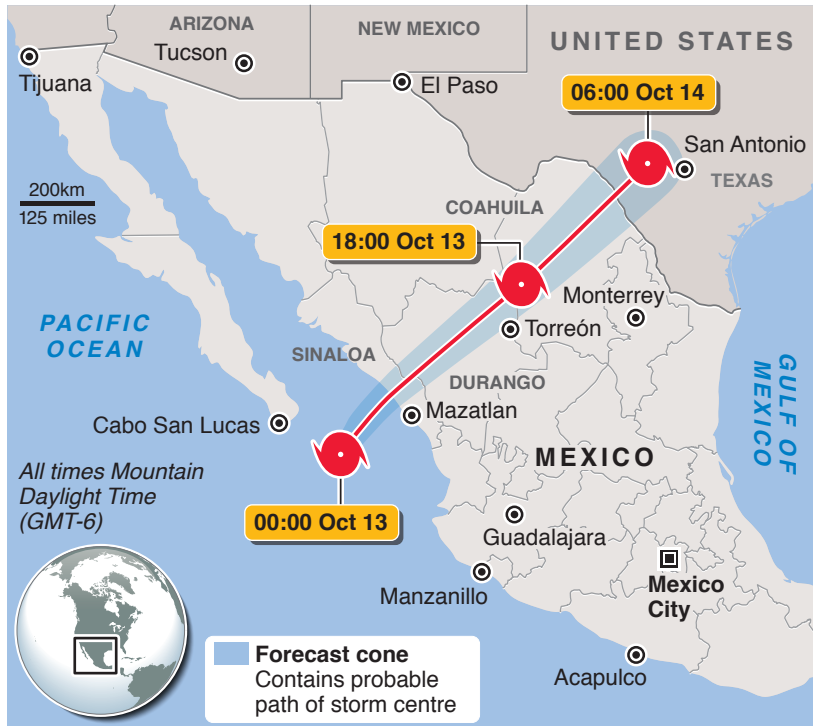 ARIZONA
NEW MEXICO
UNITED STATES
Tucson
Tijuana
El Paso
06:00 Oct 14
San Antonio
TEXAS
200km
125 miles
COAHUILA
18:00 Oct 13
Monterrey
Torreón
PACIFIC
OCEAN
SINALOA
DURANGO
GULF OF
MEXICO
Cabo San Lucas
Mazatlan
MEXICO
All times Mountain
Daylight Time
(GMT-6)
00:00 Oct 13
Guadalajara
Mexico
City
Manzanillo
Forecast cone
Contains probable
path of storm centre
Acapulco